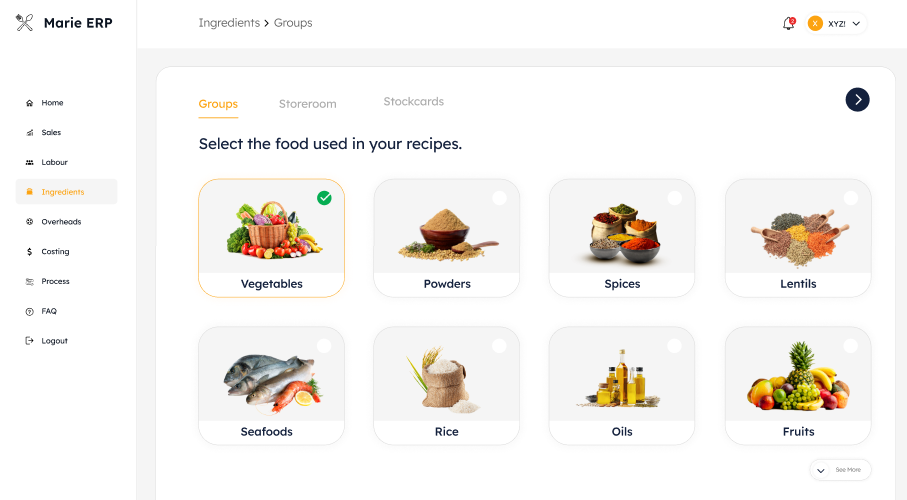 Marie ERP
Ingredients > Groups
2
X
XYZ!
Home
Sales
Labour
Ingredients
Overheads
Costing
Process
FAQ
Logout
Groups
Storeroom
Stockcards
Select the food used in your recipes.
Vegetables
Powders
Spices
Lentils
Seafoods
Rice
Oils
Fruits
See More